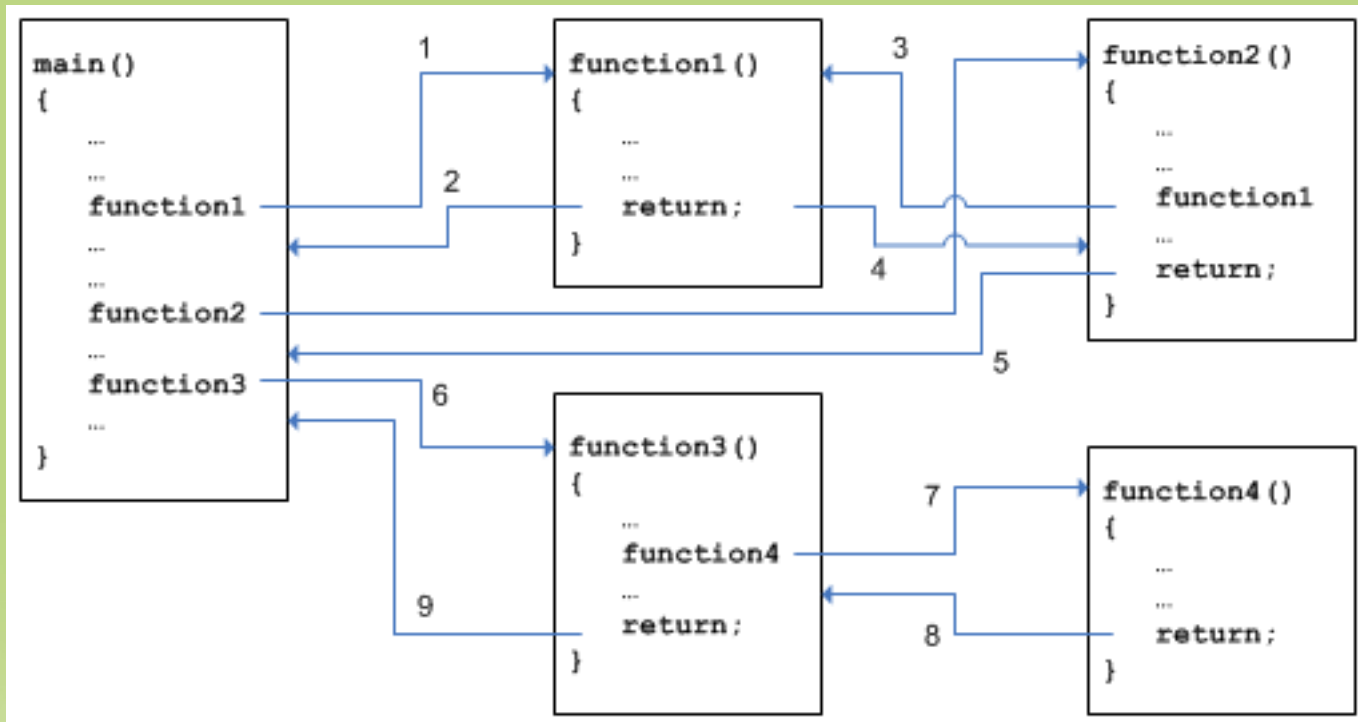 main()
{
...
...
function1
...
...
function2
...
function3
...
}
1
2
function1()
{
...
...
return;
}
3
4
function2()
{
...
...
function1
...
return;
}
5
6
function3()
{
...
function4
...
return;
}
7
8
9
function4()
{
...
...
return;
}